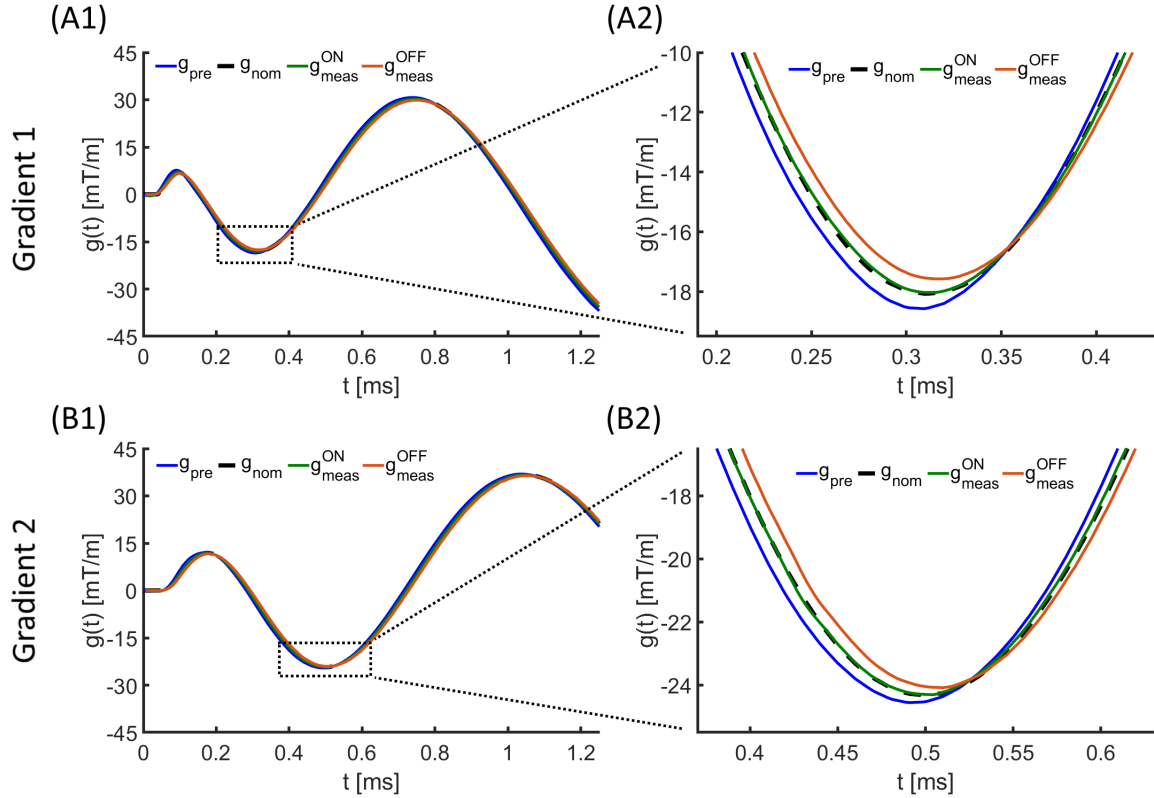 (A1)
(A2)
Gradient 1
g(t) [mT/m]
45
30
15
0
-15
-30
-45
g_pre g_nom g_meas^ON g_meas^OFF
0 0.2 0.4 0.6 0.8 1 1.2
t [ms]
g(t) [mT/m]
-10
-12
-14
-16
-18
g_pre g_nom g_meas^ON g_meas^OFF
0.2 0.25 0.3 0.35 0.4
t [ms]
(B1)
(B2)
Gradient 2
g(t) [mT/m]
45
30
15
0
-15
-30
-45
g_pre g_nom g_meas^ON g_meas^OFF
0 0.2 0.4 0.6 0.8 1 1.2
t [ms]
g(t) [mT/m]
-18
-20
-22
-24
g_pre g_nom g_meas^ON g_meas^OFF
0.4 0.45 0.5 0.55 0.6
t [ms]